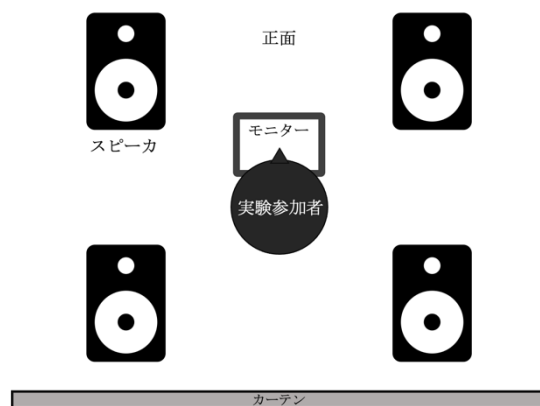 正面
モニター
スピーカ
実験参加者
カーテン